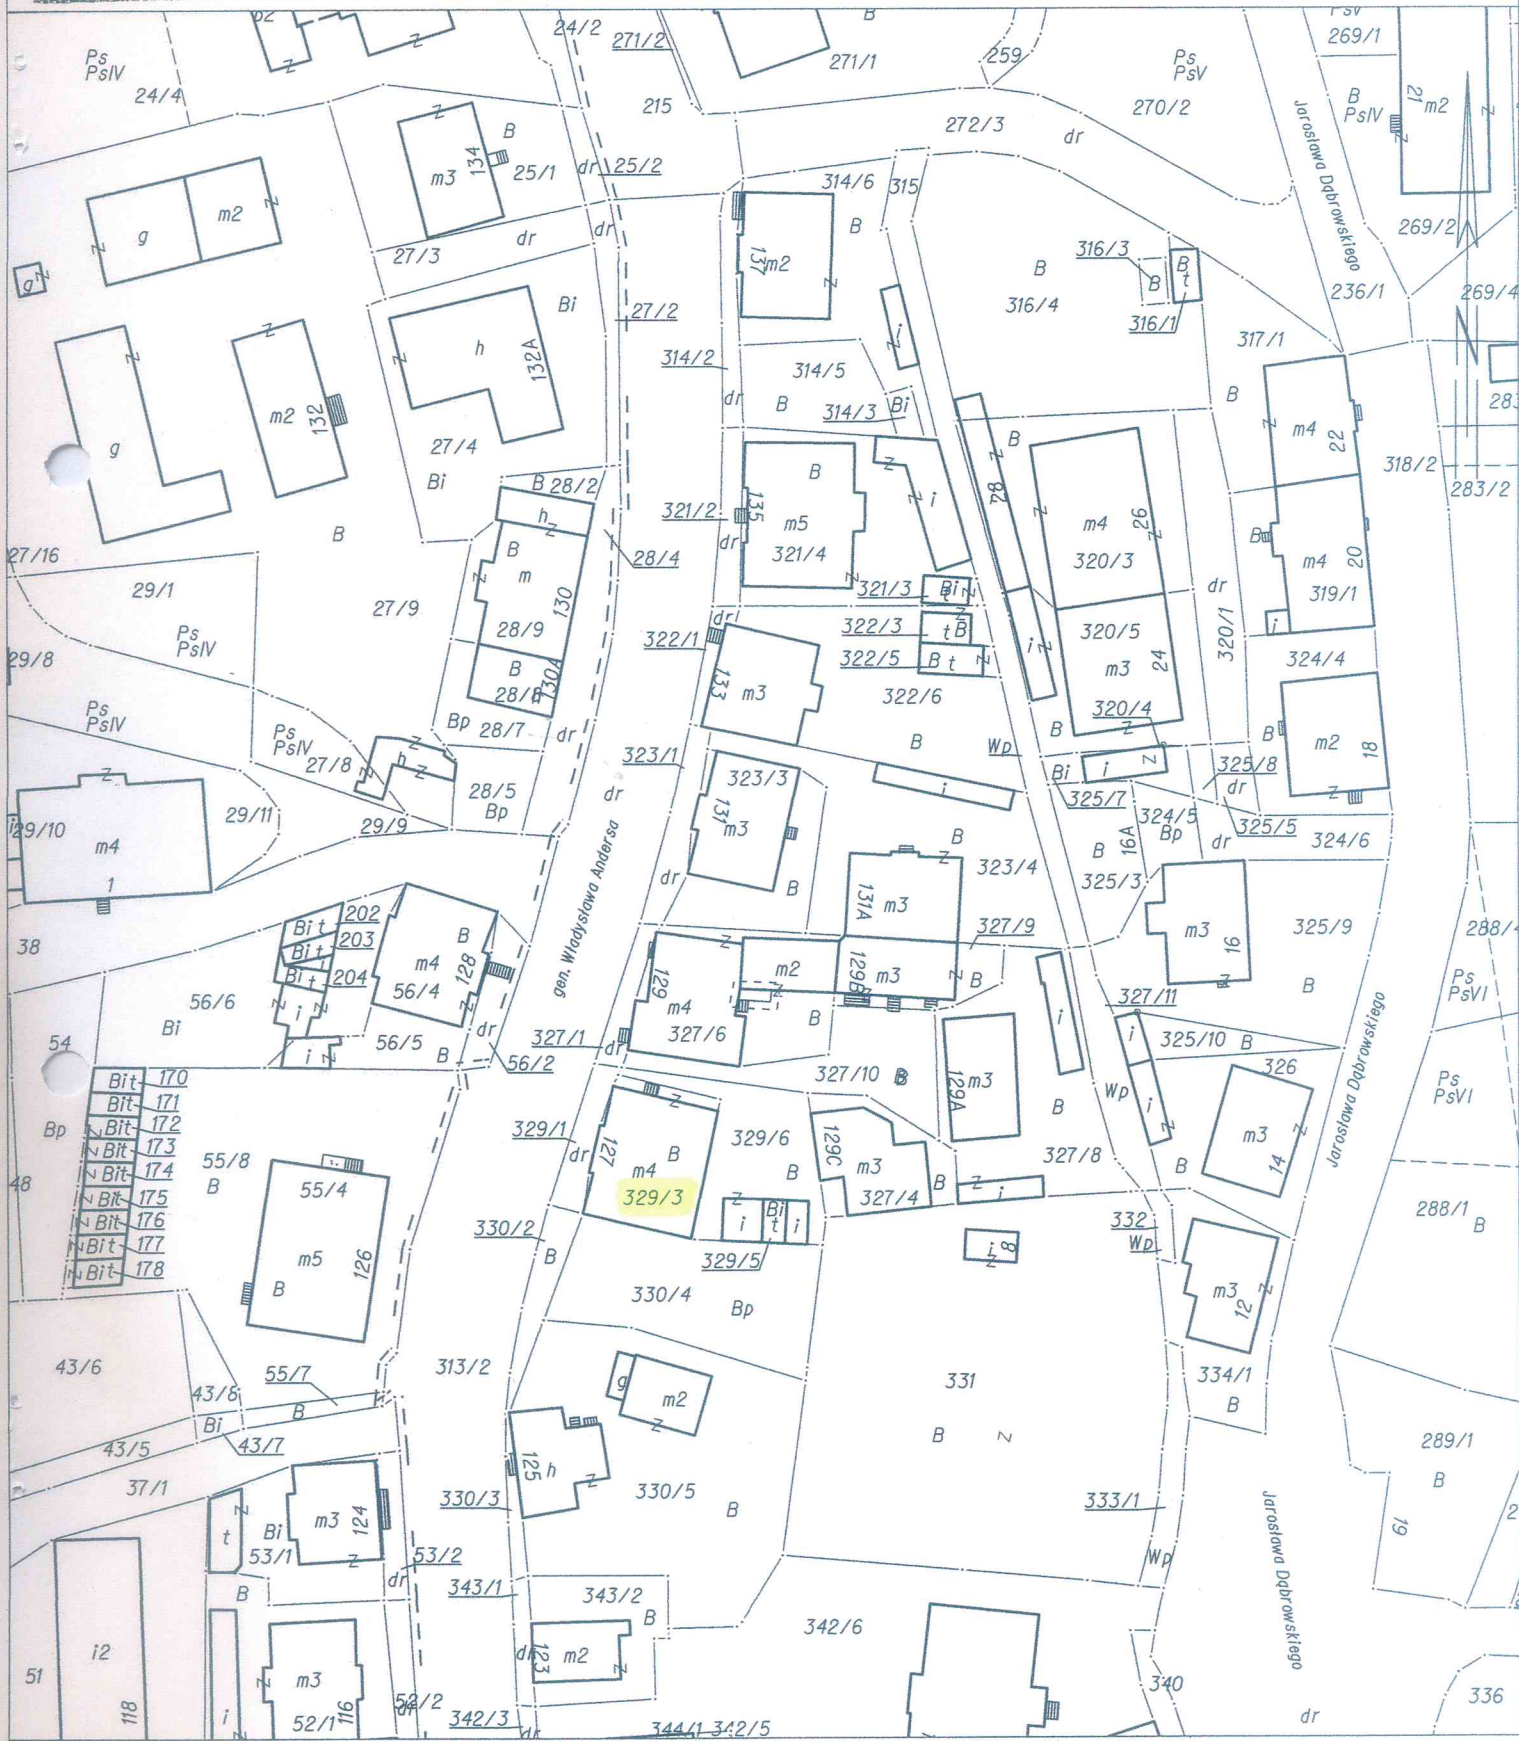 24/2
271/2
B
PsV
269/1
Ps
PsIV
24/4
z
z
271/1
259
Ps
PsV
270/2
B
PsIV
21
m2
215
272/3
dr
z
B
m3
134
25/1
dr
25/2
314/6
315
Jarosława Dąbrowskiego
g
m2
z
z
dr
dr
27/3
B
137
m2
269/2
g
z
B
316/4
316/3
B
B
t
316/1
236/1
269/4
Bi
27/2
z
h
132A
z
314/2
314/5
i
z
317/1
m2
132
dr
B
314/3
Bi
B
m4
22
g
27/4
Bi
B
318/2
283/2
B
28/2
h
z
321/2
135
m5
321/4
B
z
i
28
m4
26
320/3
B
27/16
29/1
B
m
130
28/9
28/4
dr
m4
20
319/1
i
27/9
Ps
PsIV
321/3
Bi
t
322/3
t
B
322/5
B
t
320/5
m3
24
dr
320/1
29/8
B
130A
322/1
dr
133
m3
322/6
i
324/4
Ps
PsIV
Bp
28/7
dr
B
Wp
B
320/4
B
m2
18
Ps
PsIV
27/8
h
323/1
323/3
Bi
i
z
325/8
dr
28/5
Bp
dr
131
m3
i
325/7
324/5
Bp
325/5
29/10
m4
1
29/11
29/9
gen. Władysława Andersa
B
323/4
B
16A
dr
324/6
dr
B
131A
m3
325/3
38
Bi
t
202
Bi
t
203
Bi
t
204
B
m4
128
56/4
327/9
m3
16
325/9
56/6
Bi
i
129
m4
327/6
m2
129B
m3
B
i
327/11
B
Ps
PsVI
54
i
56/5
B
dr
56/2
327/1
dr
B
i
325/10
B
Bit
170
Bit
171
Bit
172
Bit
173
Bit
174
Bit
175
Bit
176
Bit
177
Bit
178
327/10
B
129A
m3
B
Wp
i
326
Jarosława Dąbrowskiego
Ps
PsVI
Bp
48
55/8
B
55/4
m5
126
B
329/1
dr
127
m4
B
329/3
329/6
B
129C
m3
327/4
B
i
327/8
B
m3
14
330/2
B
i
Bi
t
i
329/5
i
8
332
Wp
288/1
B
330/4
Bp
m3
12
43/6
313/2
55/7
43/8
B
Bi
43/7
g
m2
331
B
z
334/1
B
43/5
37/1
125
h
330/3
330/5
B
333/1
289/1
B
t
Bi
m3
124
53/1
53/2
dr
Wp
Jarosława Dąbrowskiego
19
B
343/1
343/2
B
342/6
51
i2
118
i
m3
116
52/1
52/2
dr
dr
123
m2
340
336
342/3
dr
344/1
342/5
dr